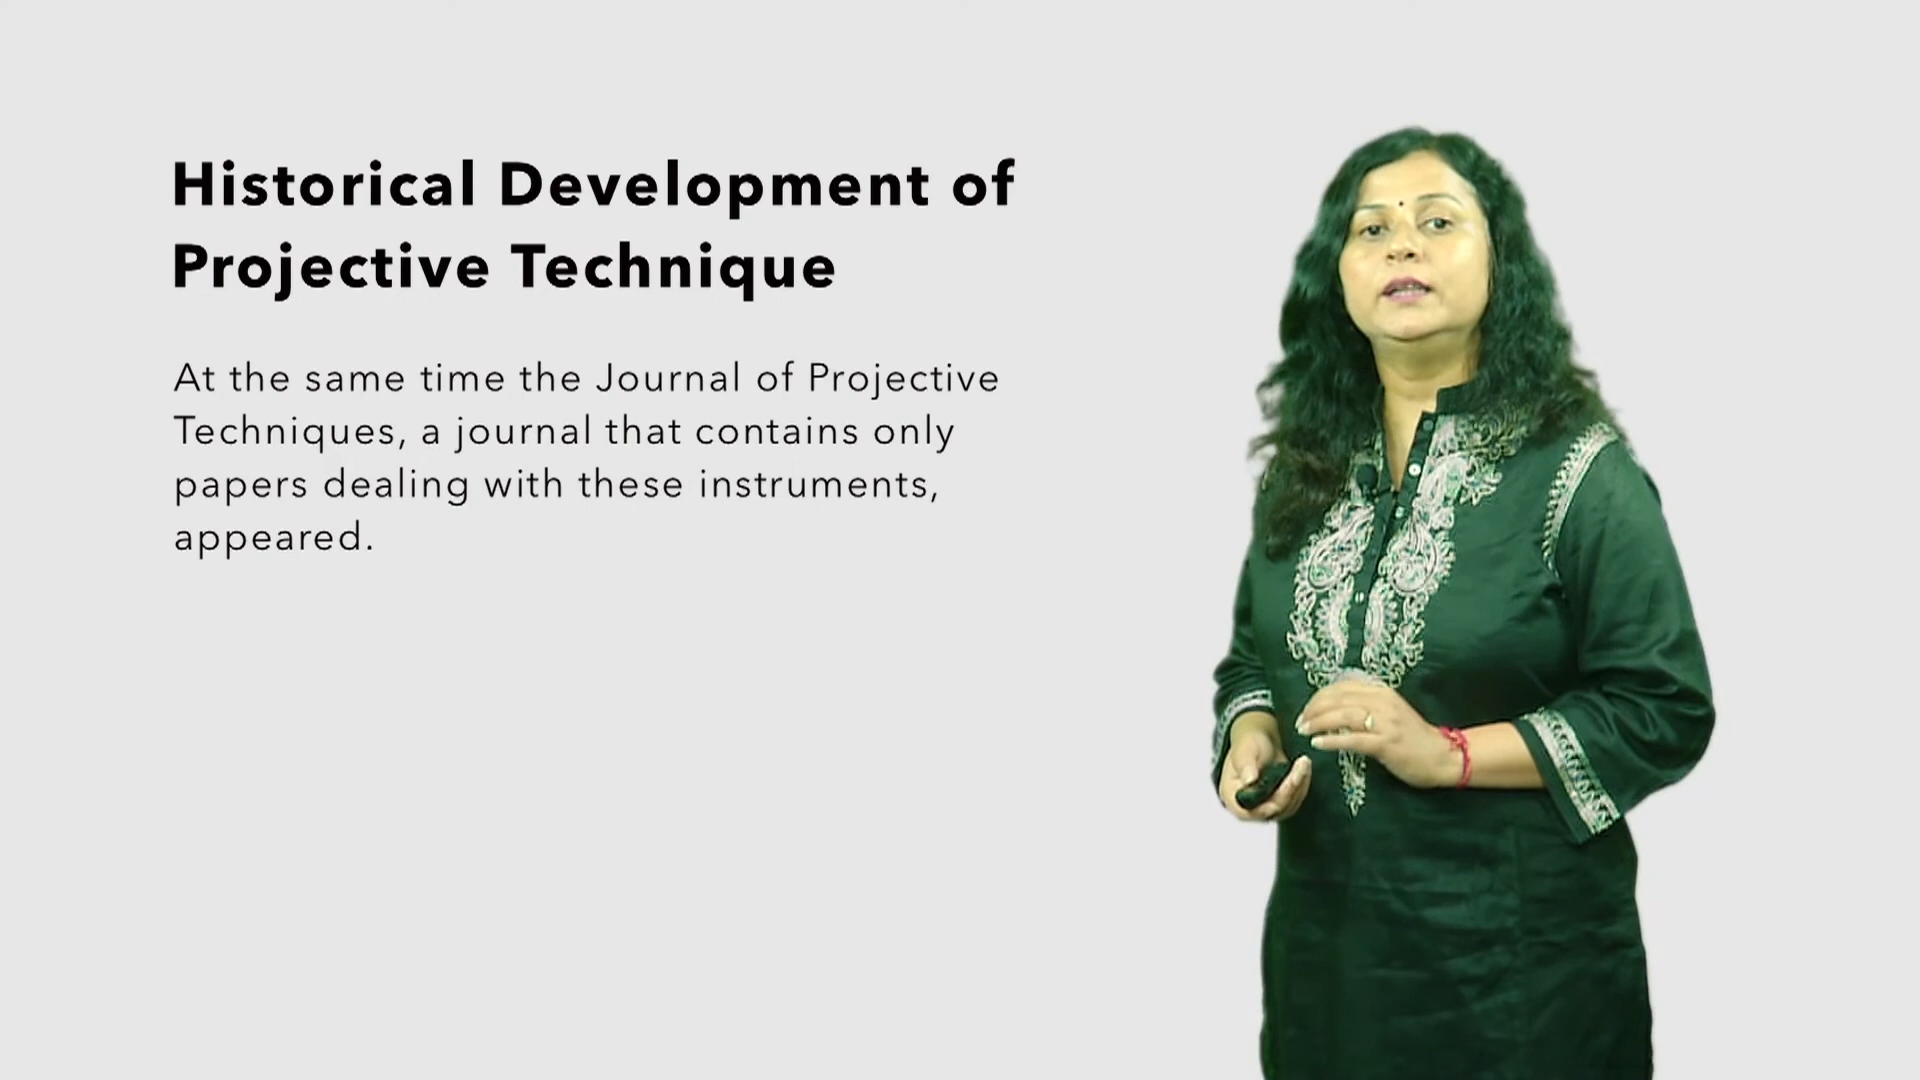 Historical Development of
Projective Technique
At the same time the Journal of Projective
Techniques, a journal that contains only
papers dealing with these instruments,
appeared.